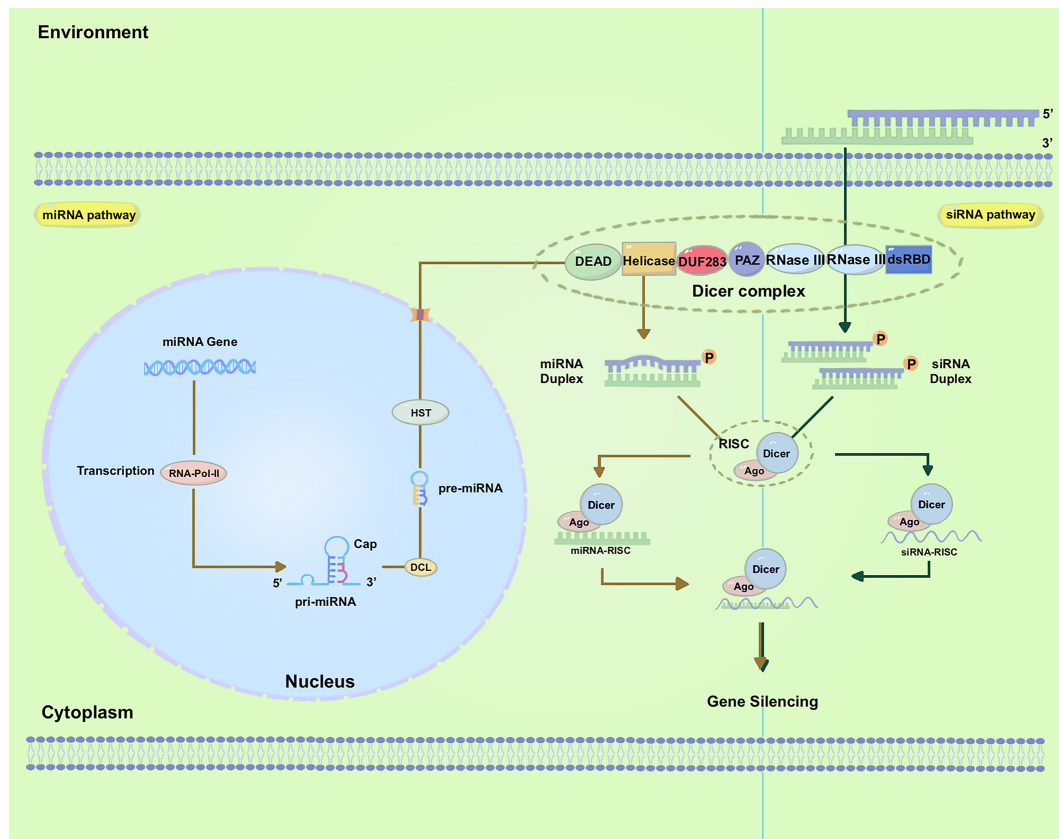 Environment
5'
3'
miRNA pathway
siRNA pathway
DEAD
Helicase
DUF283
PAZ
RNase III
RNase III
dsRBD
Dicer complex
miRNA Gene
miRNA
Duplex
P
P
P
siRNA
Duplex
HST
RISC
Dicer
Ago
Transcription
RNA-Pol-II
pre-miRNA
Dicer
Ago
miRNA-RISC
Dicer
Ago
siRNA-RISC
Cap
5'
3'
DCL
pri-miRNA
Dicer
Ago
Nucleus
Gene Silencing
Cytoplasm